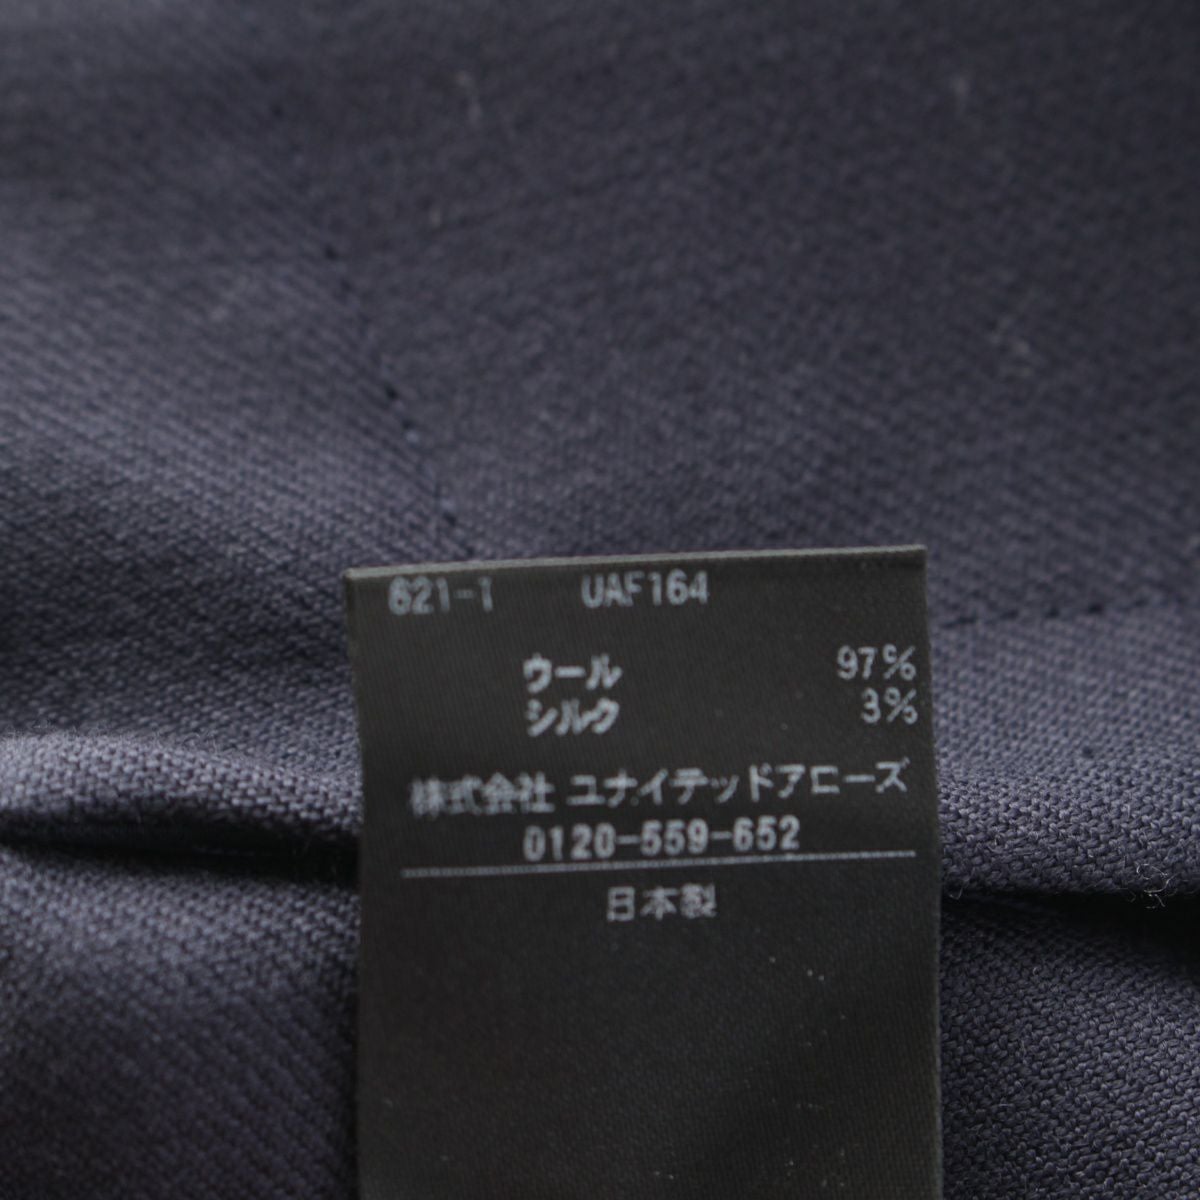 621-1 UAF164
ウール 97%
シルク 3%
株式会社 ユナイテッドアローズ
0120-559-652
日本製